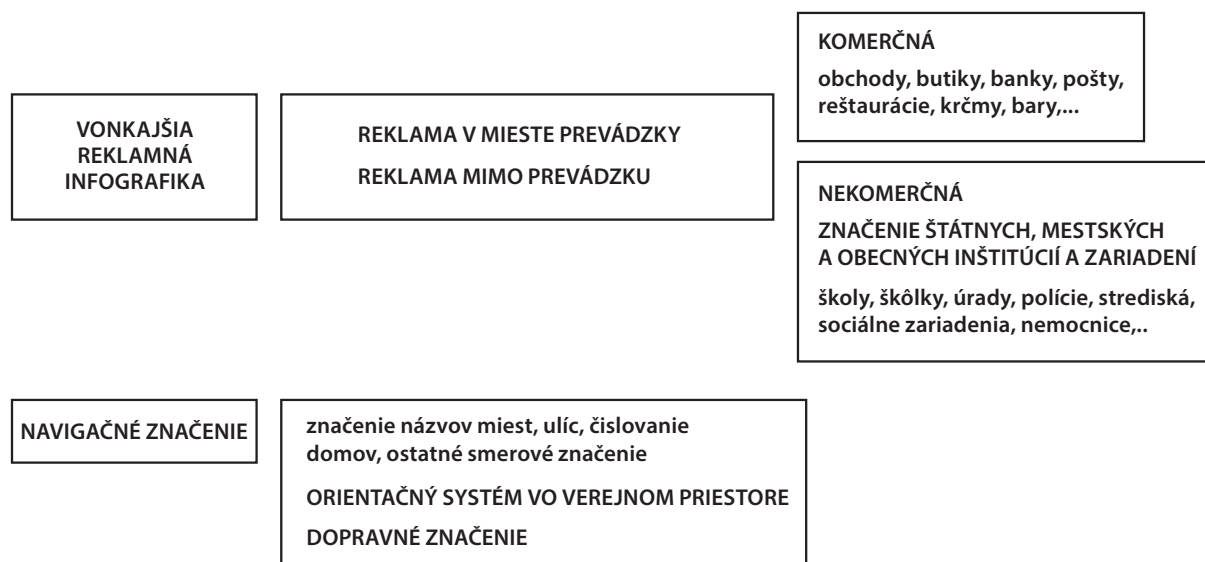 VONKAJŠIA
REKLAMNÁ
INFOGRAFIKA
REKLAMA V MIESTE PREVÁDZKY
REKLAMA MIMO PREVÁDZKU
KOMERČNÁ
obchody, butiky, banky, pošty,
reštaurácie, krčmy, bary,...
NEKOMERČNÁ
ZNAČENIE ŠTÁTNYCH, MESTSKÝCH
A OBECNÝCH INŠTITÚCIÍ A ZARIADENÍ
školy, škôlky, úrady, polície, strediská,
sociálne zariadenia, nemocnice,..
NAVIGAČNÉ ZNAČENIE
značenie názvov miest, ulíc, čislovanie
domov, ostatné smerové značenie
ORIENTAČNÝ SYSTÉM VO VEREJNOM PRIESTORE
DOPRAVNÉ ZNAČENIE